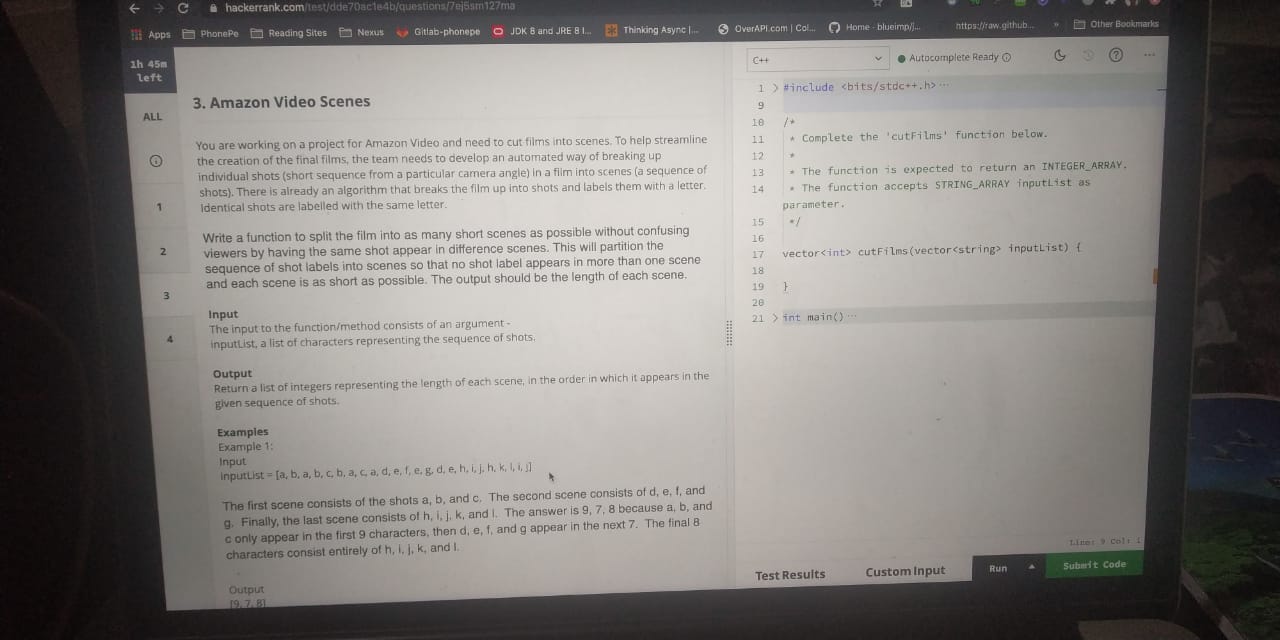 hackerrank.com/test/dde70ac1e4b/questions/7ej5sm127ma
Apps PhonePe Reading Sites Nexus Gitlab-phonepe JDK 8 and JRE 8 I... Thinking Async |... OverAPI.com | Col... Home - blueimp/j... https://raw.github... » Other Bookmarks
1h 45m
left
ALL
1
2
3
4
3. Amazon Video Scenes
You are working on a project for Amazon Video and need to cut films into scenes. To help streamline
the creation of the final films, the team needs to develop an automated way of breaking up
individual shots (short sequence from a particular camera angle) in a film into scenes (a sequence of
shots). There is already an algorithm that breaks the film up into shots and labels them with a letter.
Identical shots are labelled with the same letter.
Write a function to split the film into as many short scenes as possible without confusing
viewers by having the same shot appear in difference scenes. This will partition the
sequence of shot labels into scenes so that no shot label appears in more than one scene
and each scene is as short as possible. The output should be the length of each scene.
Input
The input to the function/method consists of an argument -
inputList, a list of characters representing the sequence of shots.
Output
Return a list of integers representing the length of each scene, in the order in which it appears in the
given sequence of shots.
Examples
Example 1:
Input
inputList = [a, b, a, b, c, b, a, c, a, d, e, f, e, g, d, e, h, i, j, h, k, l, i, j]
The first scene consists of the shots a, b, and c. The second scene consists of d, e, f, and
g. Finally, the last scene consists of h, i, j, k, and l. The answer is 9, 7, 8 because a, b, and
c only appear in the first 9 characters, then d, e, f, and g appear in the next 7. The final 8
characters consist entirely of h, i, j, k, and l.
Output
[9, 7, 8]
C++ Autocomplete Ready
1 > #include <bits/stdc++.h> ...
9
10 /*
11 * Complete the 'cutFilms' function below.
12 *
13 * The function is expected to return an INTEGER_ARRAY.
14 * The function accepts STRING_ARRAY inputList as
parameter.
15 */
16
17 vector<int> cutFilms(vector<string> inputList) {
18
19 }
20
21 > int main() ...
Line: 9 Col: 1
Test Results Custom Input Run Submit Code